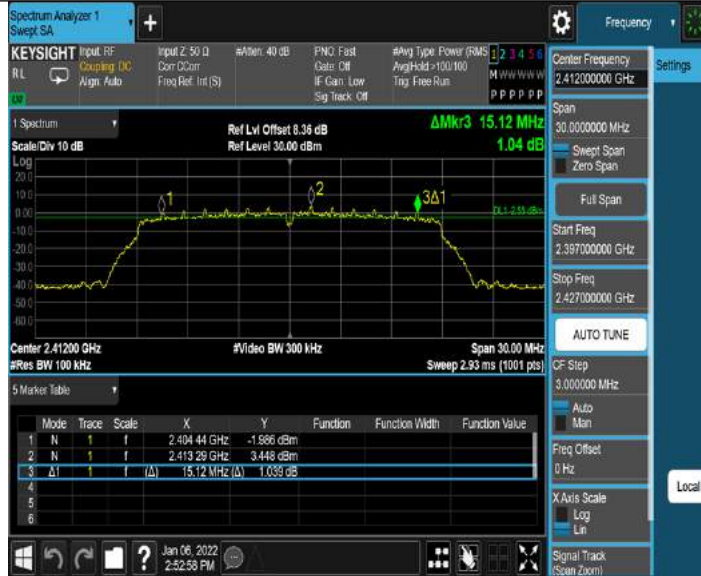 Spectrum Analyzer 1
Swept SA
+
Frequency
KEYSIGHT
RL
Input: RF
Coupling: DC
Align: Auto
Input Z: 50 Ω
Corr CCorr
Freq Ref: Int (S)
#Atten: 40 dB
PNO: Fast
Gate: Off
IF Gain: Low
Sig Track: Off
#Avg Type: Power (RMS
Avg|Hold:>100/100
Trig: Free Run
1 2 3 4 5 6
M W W W W W
P P P P P P
1 Spectrum
Scale/Div 10 dB
Ref Lvl Offset 8.36 dB
Ref Level 30.00 dBm
ΔMkr3 15.12 MHz
1.04 dB
Log
20.0
10.0
0.00
-10.0
-20.0
-30.0
-40.0
-50.0
-60.0
1
2
3Δ1
DL1 -2.55 dBm
Center 2.41200 GHz
#Video BW 300 kHz
Span 30.00 MHz
#Res BW 100 kHz
Sweep 2.93 ms (1001 pts)
5 Marker Table
Mode Trace Scale X Y Function Function Width Function Value
1 N 1 f 2.404 44 GHz -1.986 dBm
2 N 1 f 2.413 29 GHz 3.448 dBm
3 Δ1 1 f (Δ) 15.12 MHz (Δ) 1.039 dB
4
5
6
?
Jan 06, 2022
2:52:58 PM
Center Frequency
2.412000000 GHz
Settings
Span
30.0000000 MHz
Swept Span
Zero Span
Full Span
Start Freq
2.397000000 GHz
Stop Freq
2.427000000 GHz
AUTO TUNE
CF Step
3.000000 MHz
Auto
Man
Freq Offset
0 Hz
Local
X Axis Scale
Log
Lin
Signal Track
(Span Zoom)